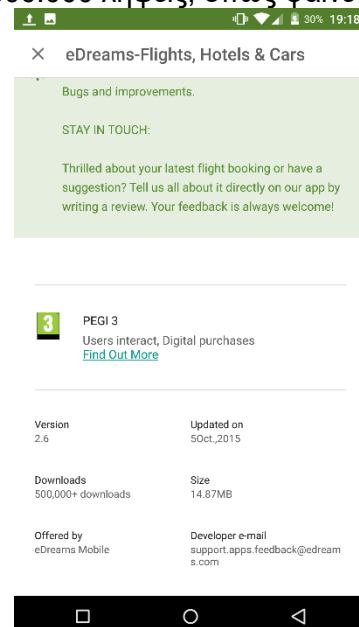 λήψεις, όπως
30% 19:18
eDreams-Flights, Hotels & Cars
Bugs and improvements.
STAY IN TOUCH:
Thrilled about your latest flight booking or have a
suggestion? Tell us all about it directly on our app by
writing a review. Your feedback is always welcome!
3 PEGI 3
Users interact, Digital purchases
Find Out More
Version Updated on
2.6 5Oct.,2015
Downloads Size
500,000+ downloads 14.87MB
Offered by Developer e-mail
eDreams Mobile support.apps.feedback@edream
s.com